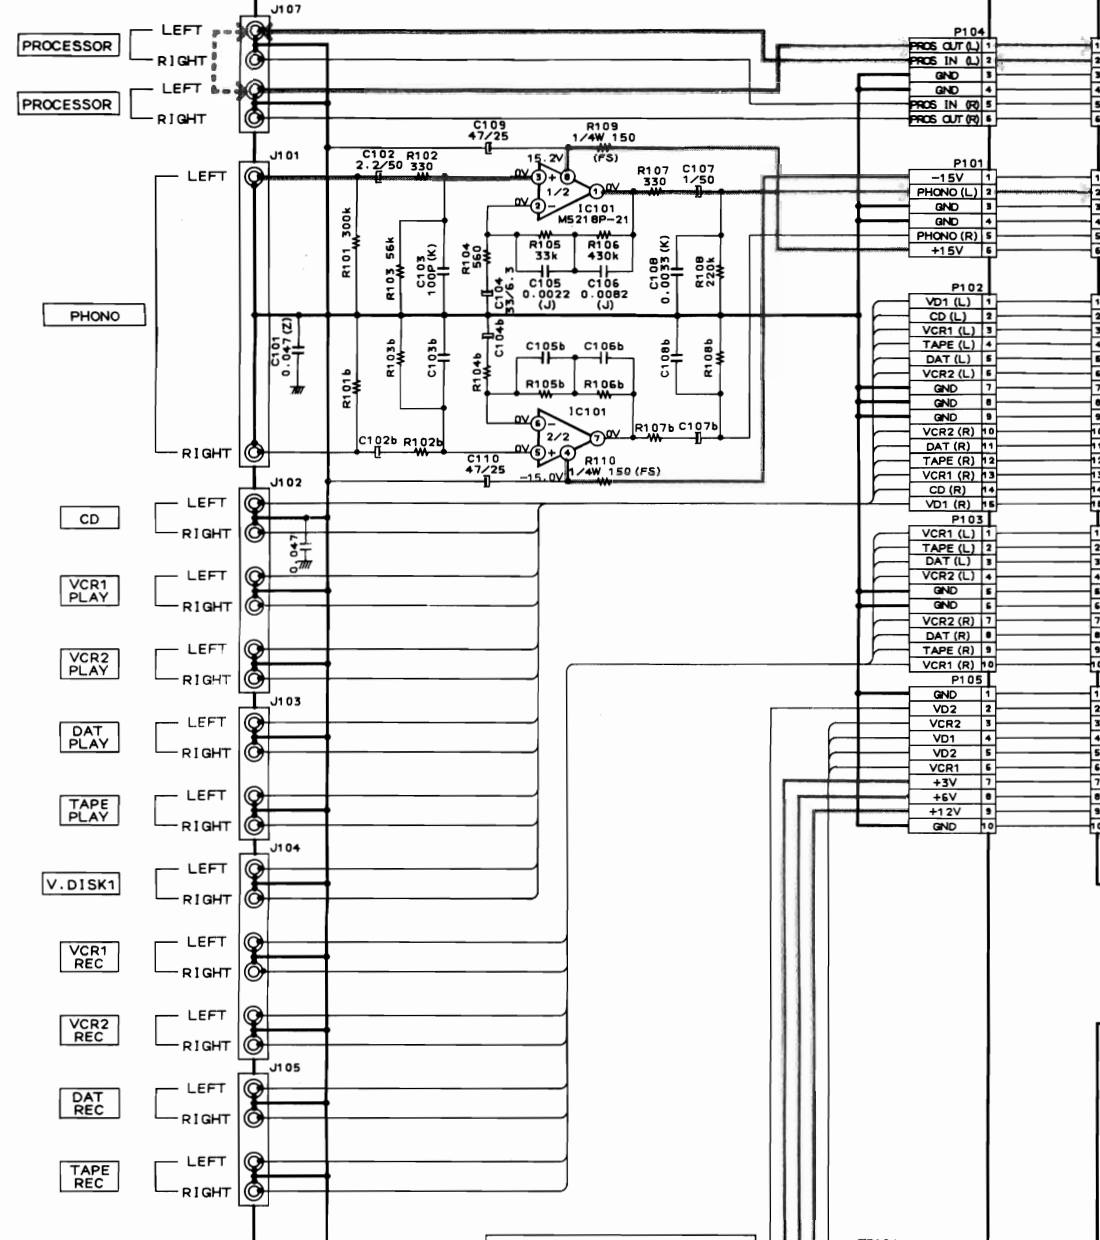 J107
LEFT
PROCESSOR
RIGHT
LEFT
PROCESSOR
RIGHT
P104
PROS OUT (L) 1
PROS IN (L) 2
GND 3
GND 4
PROS IN (R) 5
PROS OUT (R) 6
J101
LEFT
PHONO
RIGHT
C109
47/25
R109
1/4W 150
(FS)
C102
2.2/50
R102
330
15.2V
0V
3
+
8
1/2
1
0V
0V
2
−
IC101
M5218P-21
R107
330
C107
1/50
R101 300k
R103 56k
C103
100P(K)
R104
560
C104
33/6.3
R105
33k
R106
430k
C105
0.0022
(J)
C106
0.0082
(J)
C108
0.0033(K)
R108
220k
C101
0.047(Z)
R101b
R103b
C103b
C104b
R104b
C105b
C106b
R105b
R106b
C108b
R108b
IC101
0V
6
−
2/2
7
0V
0V
5
+
4
R107b
C107b
C102b
R102b
C110
47/25
−15.0V
R110
1/4W 150(FS)
P101
−15V 1
PHONO(L) 2
GND 3
GND 4
PHONO(R) 5
+15V 6
P102
VD1(L) 1
CD(L) 2
VCR1(L) 3
TAPE(L) 4
DAT(L) 5
VCR2(L) 6
GND 7
GND 8
GND 9
VCR2(R) 10
DAT(R) 11
TAPE(R) 12
VCR1(R) 13
CD(R) 14
VD1(R) 15
P103
VCR1(L) 1
TAPE(L) 2
DAT(L) 3
VCR2(L) 4
GND 5
GND 6
VCR2(R) 7
DAT(R) 8
TAPE(R) 9
VCR1(R) 10
P105
GND 1
VD2 2
VCR2 3
VD1 4
VD2 5
VCR1 6
+3V 7
+6V 8
+12V 9
GND 10
J102
LEFT
CD
RIGHT
0.047
LEFT
VCR1
PLAY
RIGHT
LEFT
VCR2
PLAY
RIGHT
J103
LEFT
DAT
PLAY
RIGHT
LEFT
TAPE
PLAY
RIGHT
J104
LEFT
V.DISK1
RIGHT
LEFT
VCR1
REC
RIGHT
LEFT
VCR2
REC
RIGHT
J105
LEFT
DAT
REC
RIGHT
LEFT
TAPE
REC
RIGHT